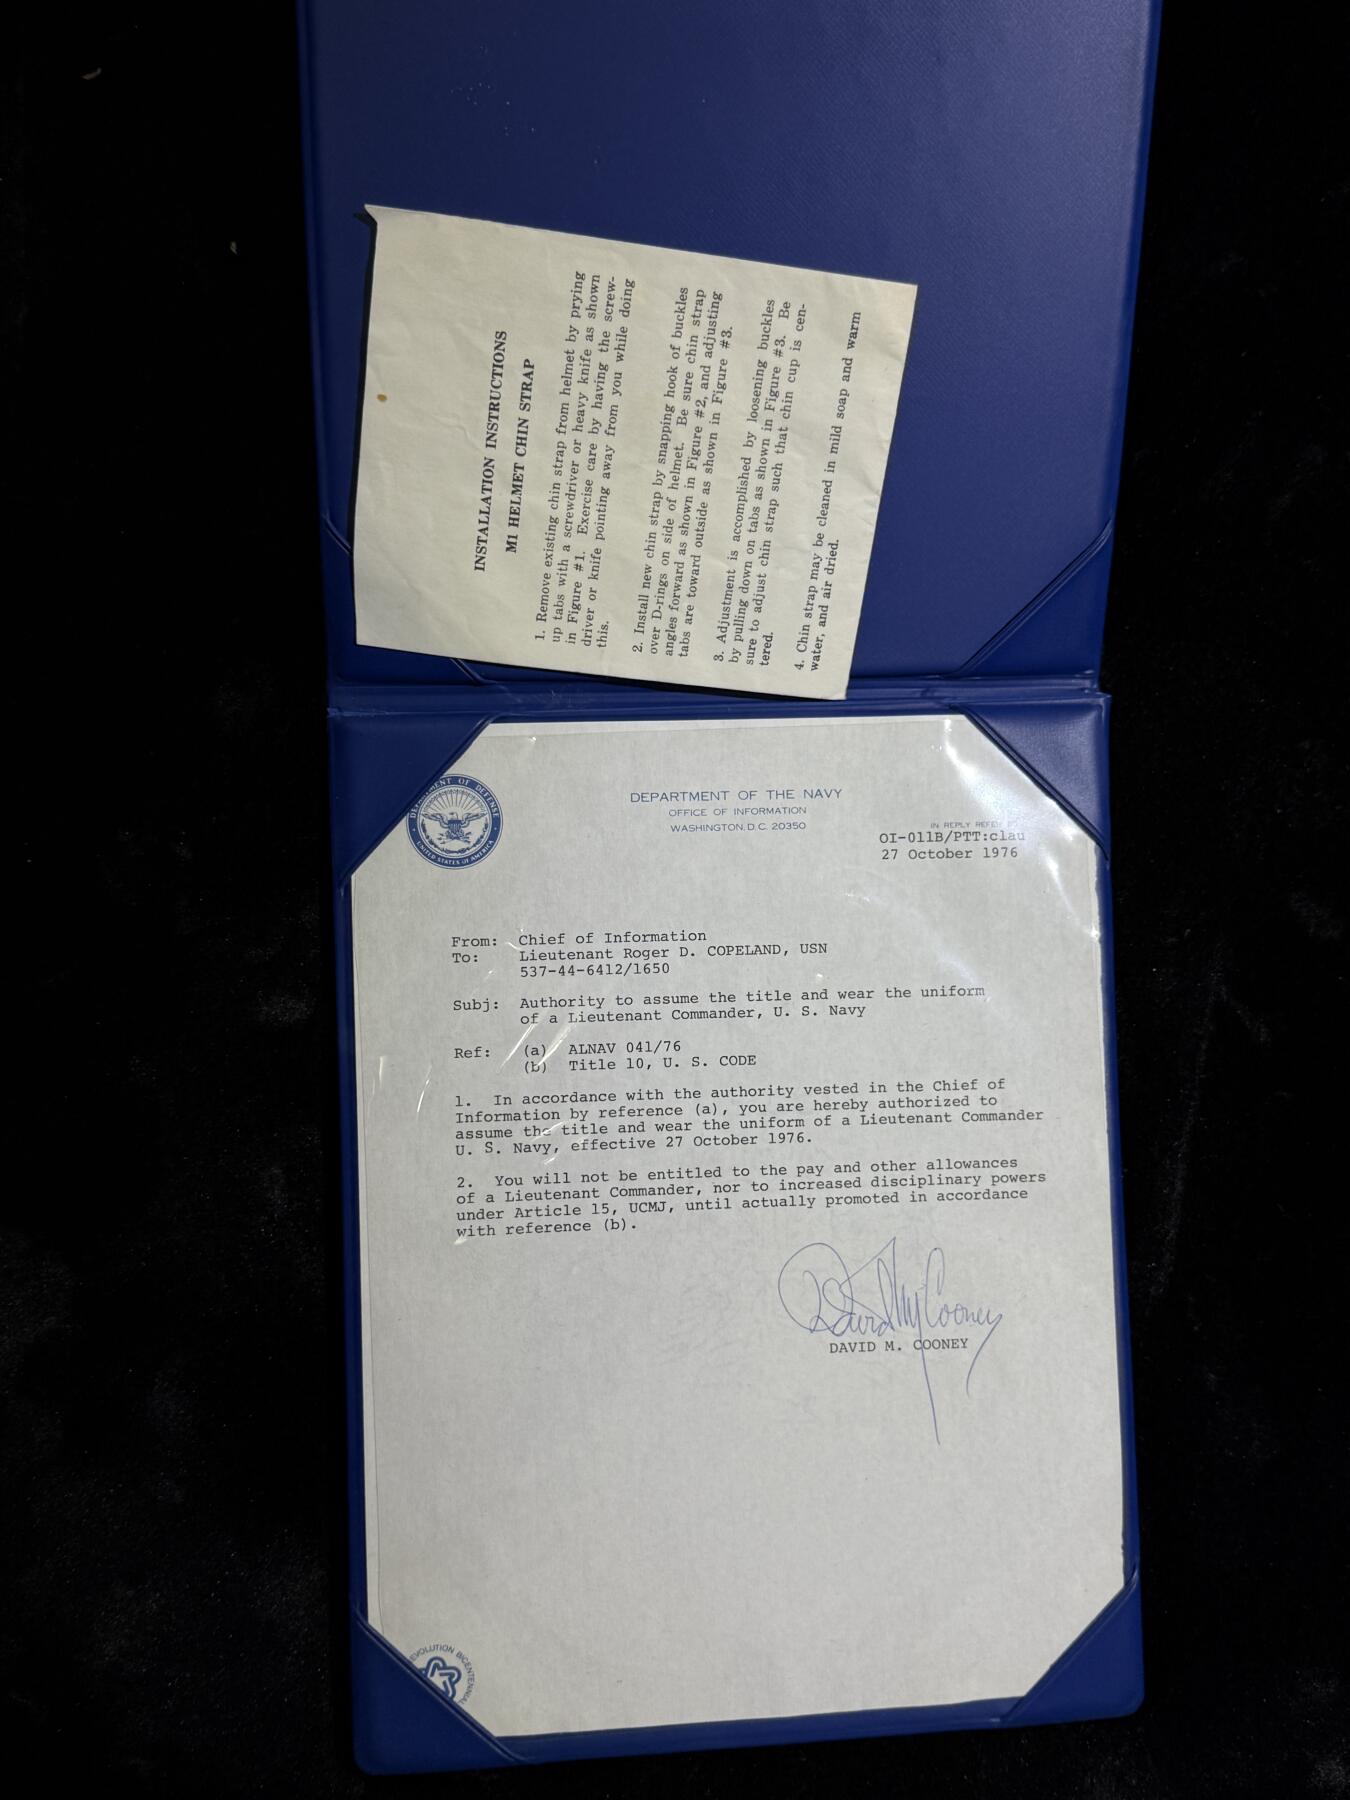 INSTALLATION INSTRUCTIONS
M1 HELMET CHIN STRAP
1. Remove existing chin strap from helmet by prying
up tabs with a screwdriver or heavy knife as shown
in Figure #1. Exercise care by having the screw-
driver or knife pointing away from you while doing
this.
2. Install new chin strap by snapping hook of buckles
over D-rings on side of helmet. Be sure chin strap
angles forward as shown in Figure #2, and adjusting
tabs are toward outside as shown in Figure #3.
3. Adjustment is accomplished by loosening buckles
by pulling down on tabs as shown in Figure #3. Be
sure to adjust chin strap such that chin cup is cen-
tered.
4. Chin strap may be cleaned in mild soap and warm
water, and air dried.
DEPARTMENT OF DEFENSE
UNITED STATES OF AMERICA
DEPARTMENT OF THE NAVY
OFFICE OF INFORMATION
WASHINGTON, D.C. 20350
IN REPLY REFER TO
OI-011B/PTT:clau
27 October 1976
From: Chief of Information
To: Lieutenant Roger D. COPELAND, USN
537-44-6412/1650
Subj: Authority to assume the title and wear the uniform
of a Lieutenant Commander, U. S. Navy
Ref: (a) ALNAV 041/76
(b) Title 10, U. S. CODE
1. In accordance with the authority vested in the Chief of
Information by reference (a), you are hereby authorized to
assume the title and wear the uniform of a Lieutenant Commander
U. S. Navy, effective 27 October 1976.
2. You will not be entitled to the pay and other allowances
of a Lieutenant Commander, nor to increased disciplinary powers
under Article 15, UCMJ, until actually promoted in accordance
with reference (b).
David M Cooney
DAVID M. COONEY
EVOLUTION BICENTENNIAL